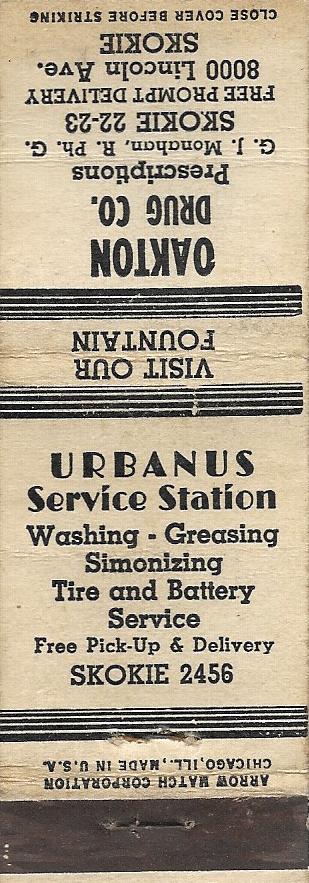 OAKTON
DRUG CO.
Prescriptions
G. J. Monahan, R. Ph. G.
SKOKIE 22-23
FREE PROMPT DELIVERY
8000 Lincoln Ave.
SKOKIE
CLOSE COVER BEFORE STRIKING
VISIT OUR
FOUNTAIN
URBANUS
Service Station
Washing - Greasing
Simonizing
Tire and Battery
Service
Free Pick-Up & Delivery
SKOKIE 2456
ARROW MATCH CORPORATION
CHICAGO, ILL., MADE IN U.S.A.